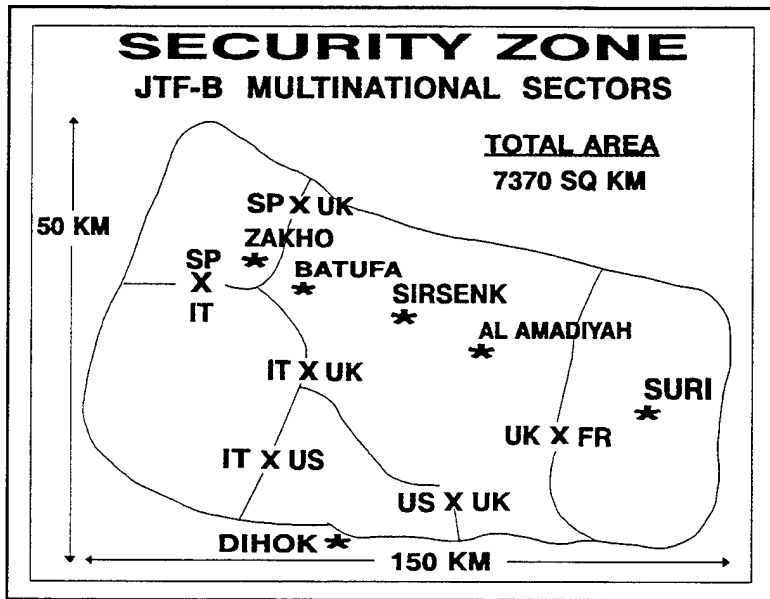 SECURITY ZONE
JTF-B MULTINATIONAL SECTORS
TOTAL AREA
7370 SQ KM
50 KM
SP X UK
ZAKHO
SP
X
IT
BATUFA
SIRSENK
AL AMADIYAH
IT X UK
SURI
UK X FR
IT X US
US X UK
DIHOK
150 KM